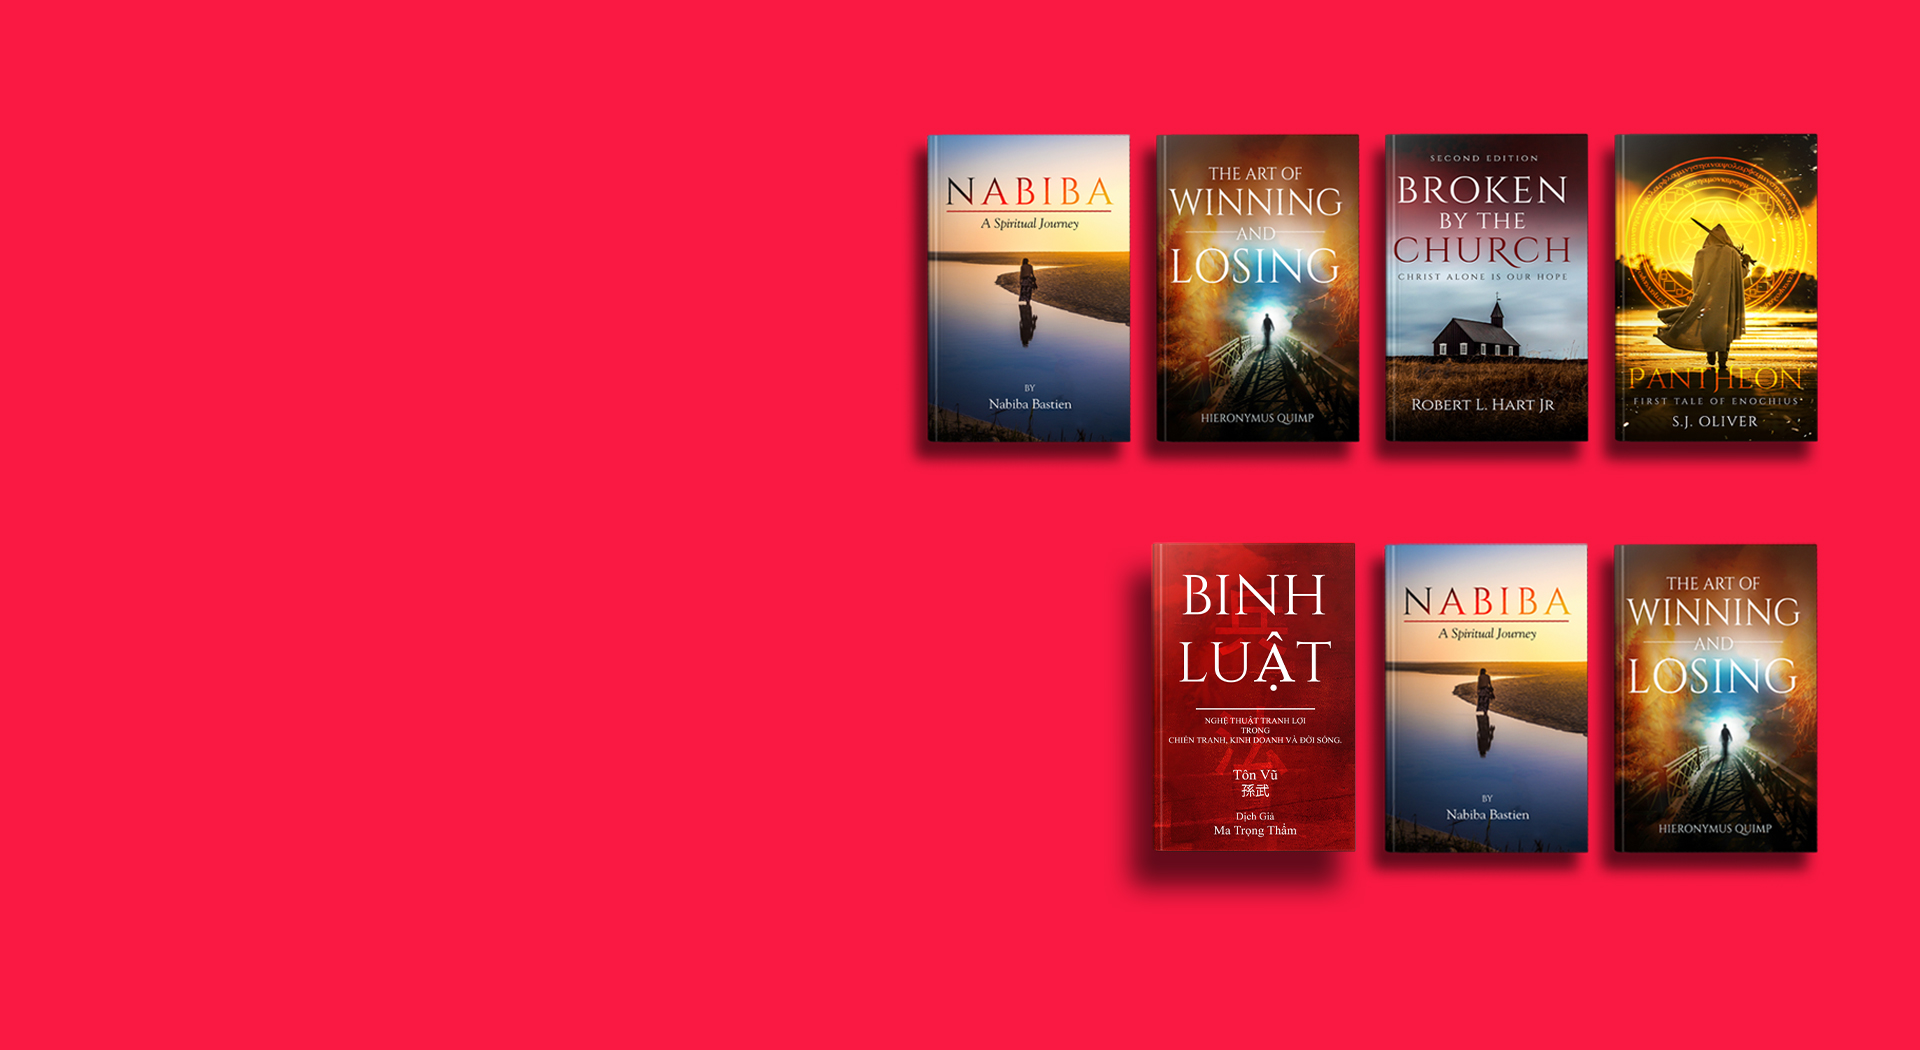 NABIBA
A Spiritual Journey
BY
Nabiba Bastien
THE ART OF
WINNING
AND
LOSING
HIERONYMUS QUIMP
SECOND EDITION
BROKEN
BY THE
CHURCH
CHRIST ALONE IS OUR HOPE
ROBERT L. HART JR
PANTHEON
FIRST TALE OF ENOCHIUS
S.J. OLIVER
BINH
LUẬT
NGHỆ THUẬT TRANH LỢI
TRONG
CHIẾN TRANH, KINH DOANH VÀ ĐỜI SỐNG.
Tôn Vũ
孫武
Dịch Giả
Ma Trọng Thẩm
NABIBA
A Spiritual Journey
BY
Nabiba Bastien
THE ART OF
WINNING
AND
LOSING
HIERONYMUS QUIMP